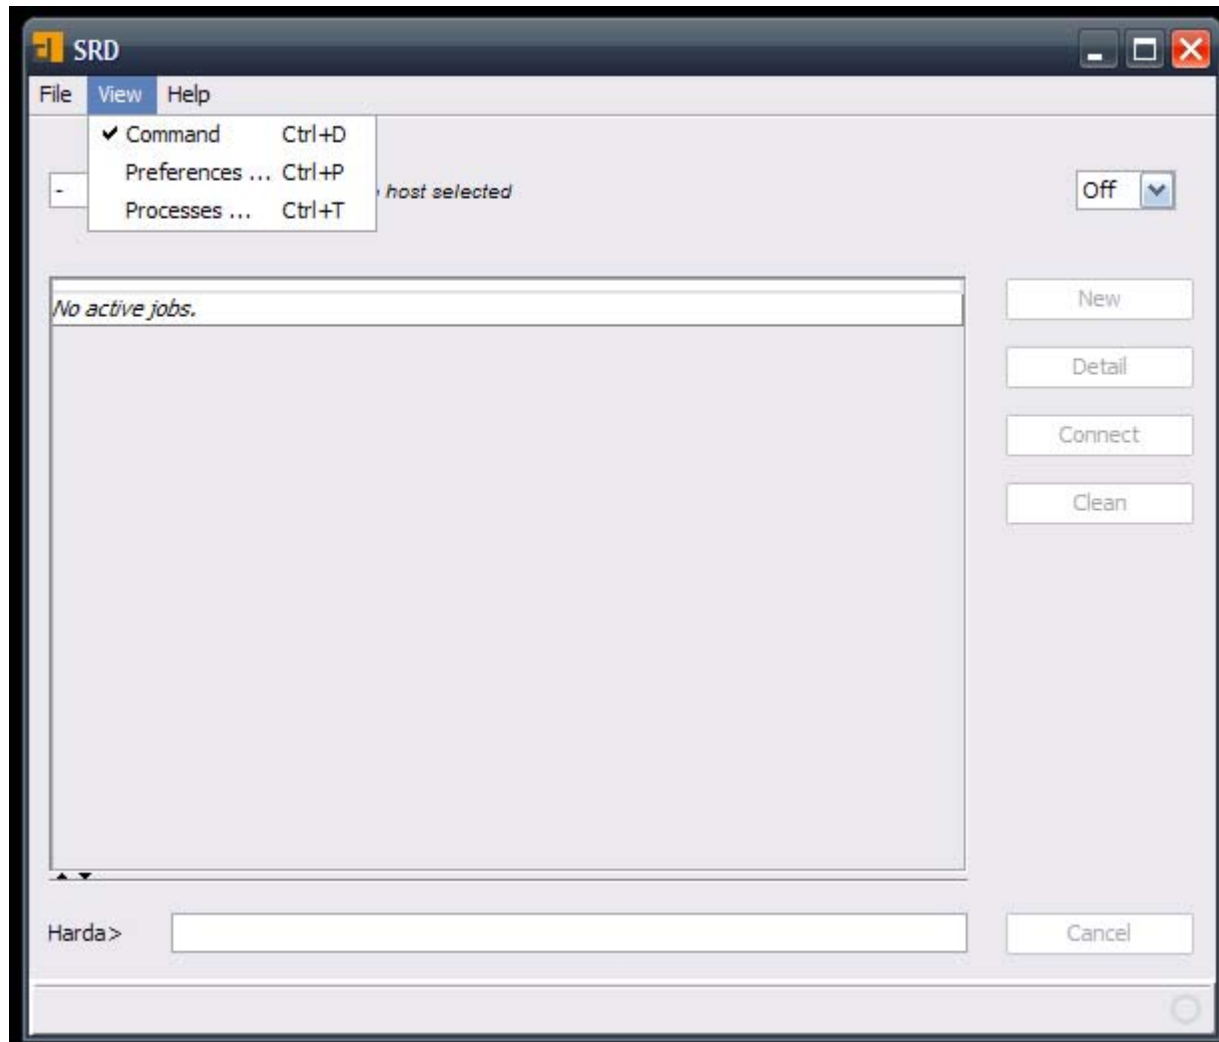 SRD
File View Help
Command Ctrl+D
Preferences ... Ctrl+P
Processes ... Ctrl+T
- host selected Off
No active jobs.
New
Detail
Connect
Clean
Harda> Cancel